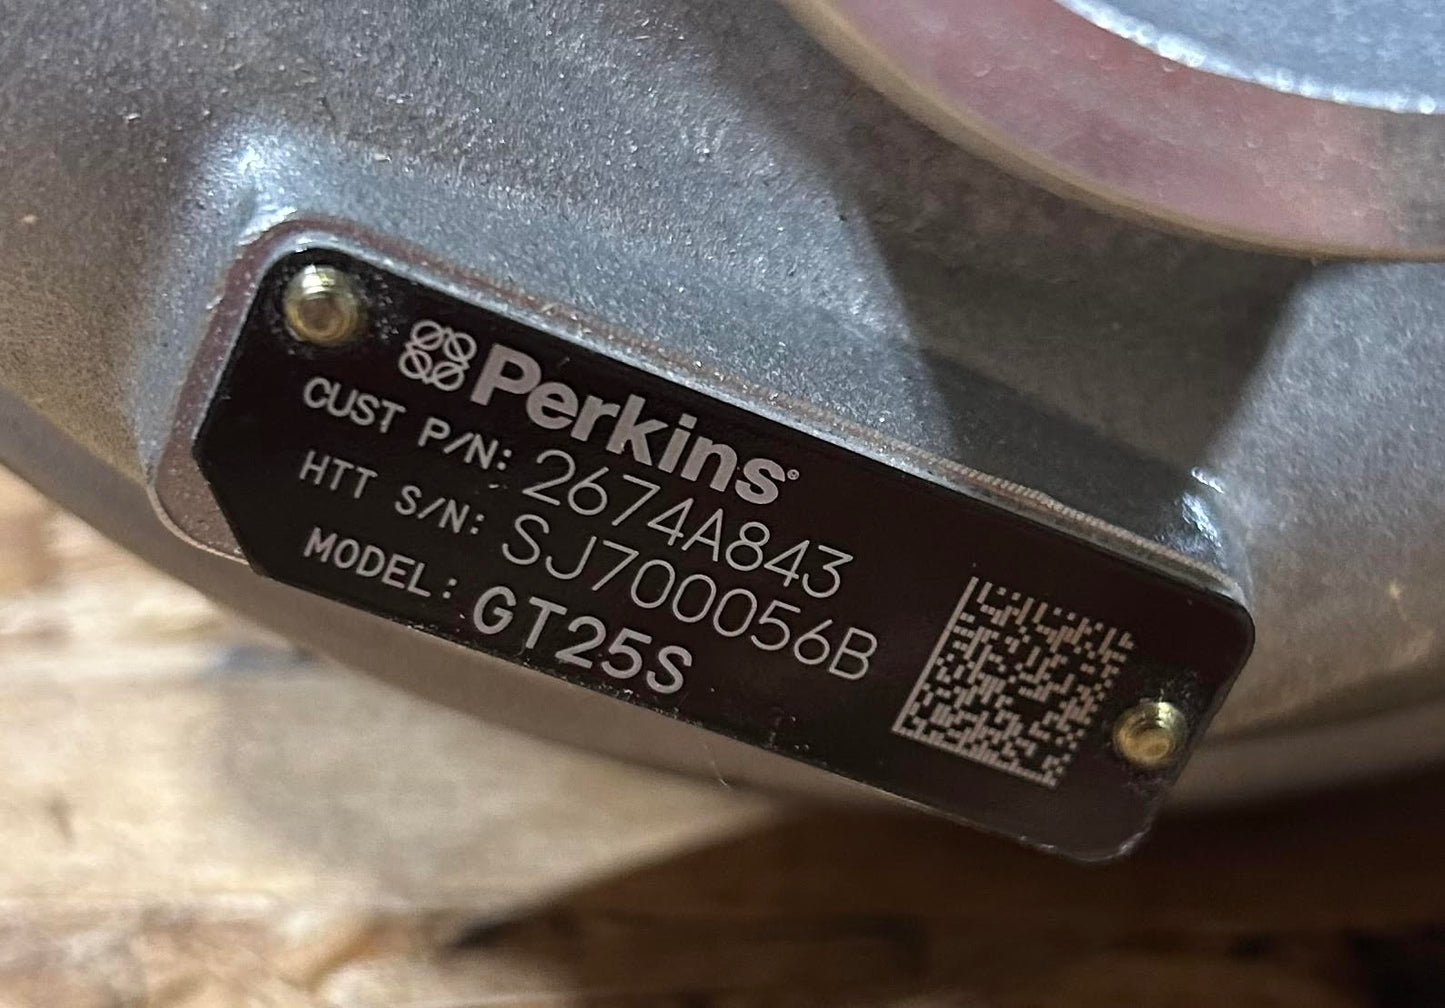 Perkins
CUST P/N: 2674A843
HTT S/N: SJ700056B
MODEL: GT25S